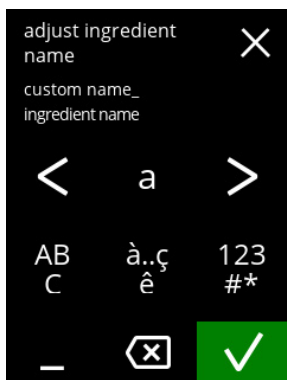 adjust ingredient
name
custom name_
ingredient name
< a >
AB à..ç 123
C ê #*
_